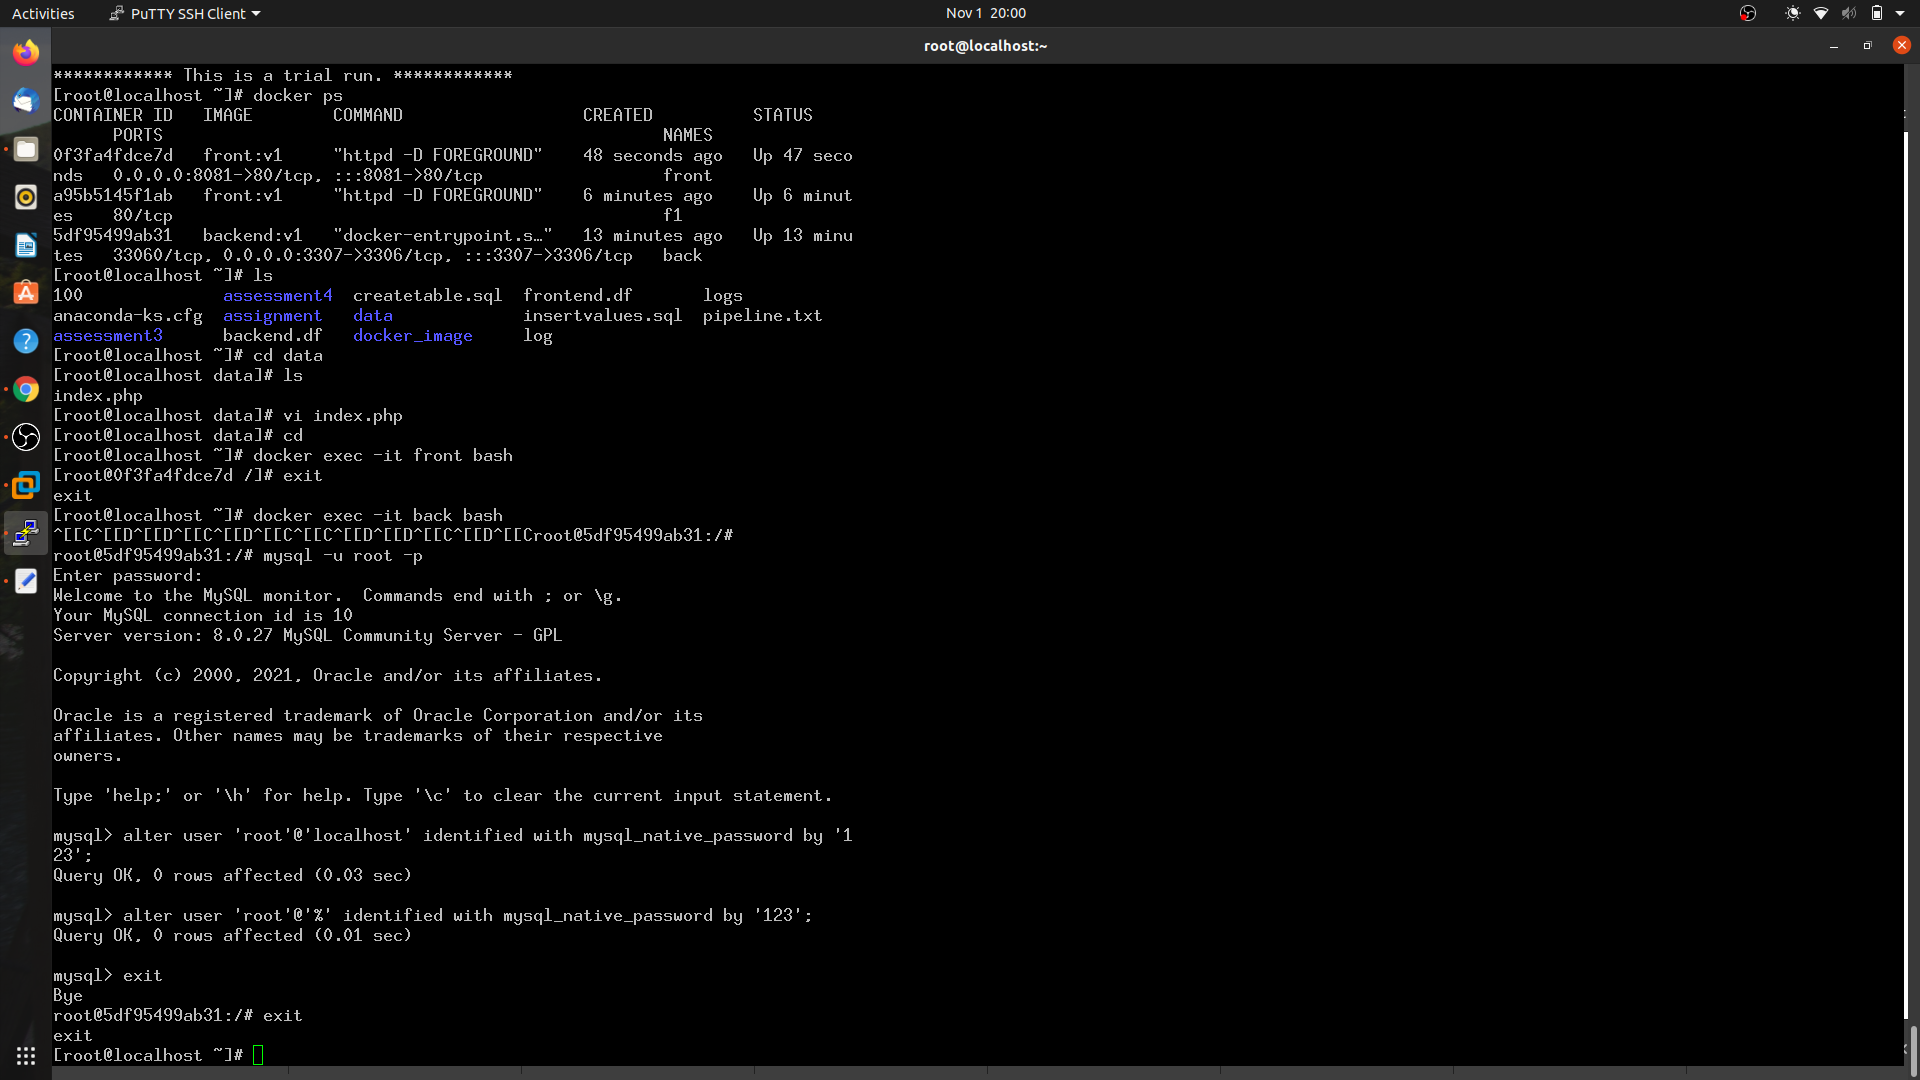 Activities
PuTTY SSH Client
Nov 1 20:00
root@localhost:~
************ This is a trial run. ************
[root@localhost ~]# docker ps
CONTAINER ID   IMAGE        COMMAND                  CREATED          STATUS
      PORTS                                                  NAMES
0f3fa4fdce7d   front:v1     "httpd -D FOREGROUND"    48 seconds ago   Up 47 seco
nds   0.0.0.0:8081->80/tcp, :::8081->80/tcp                  front
a95b5145f1ab   front:v1     "httpd -D FOREGROUND"    6 minutes ago    Up 6 minut
es    80/tcp                                                 f1
5df95499ab31   backend:v1   "docker-entrypoint.s…"   13 minutes ago   Up 13 minu
tes   33060/tcp, 0.0.0.0:3307->3306/tcp, :::3307->3306/tcp   back
[root@localhost ~]# ls
100              assessment4  createtable.sql  frontend.df       logs
anaconda-ks.cfg  assignment   data             insertvalues.sql  pipeline.txt
assessment3      backend.df   docker_image     log
[root@localhost ~]# cd data
[root@localhost data]# ls
index.php
[root@localhost data]# vi index.php
[root@localhost data]# cd
[root@localhost ~]# docker exec -it front bash
[root@0f3fa4fdce7d /]# exit
exit
[root@localhost ~]# docker exec -it back bash
^[[C^[[D^[[D^[[C^[[D^[[C^[[C^[[D^[[D^[[C^[[D^[[Croot@5df95499ab31:/#
root@5df95499ab31:/# mysql -u root -p
Enter password:
Welcome to the MySQL monitor.  Commands end with ; or \g.
Your MySQL connection id is 10
Server version: 8.0.27 MySQL Community Server - GPL
Copyright (c) 2000, 2021, Oracle and/or its affiliates.
Oracle is a registered trademark of Oracle Corporation and/or its
affiliates. Other names may be trademarks of their respective
owners.
Type 'help;' or '\h' for help. Type '\c' to clear the current input statement.
mysql> alter user 'root'@'localhost' identified with mysql_native_password by '1
23';
Query OK, 0 rows affected (0.03 sec)
mysql> alter user 'root'@'%' identified with mysql_native_password by '123';
Query OK, 0 rows affected (0.01 sec)
mysql> exit
Bye
root@5df95499ab31:/# exit
exit
[root@localhost ~]#